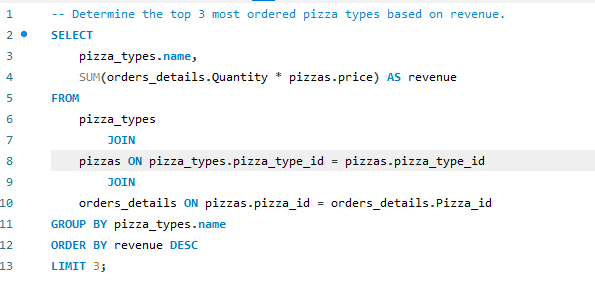 1 -- Determine the top 3 most ordered pizza types based on revenue.
2 SELECT
3 pizza_types.name,
4 SUM(orders_details.Quantity * pizzas.price) AS revenue
5 FROM
6 pizza_types
7 JOIN
8 pizzas ON pizza_types.pizza_type_id = pizzas.pizza_type_id
9 JOIN
10 orders_details ON pizzas.pizza_id = orders_details.Pizza_id
11 GROUP BY pizza_types.name
12 ORDER BY revenue DESC
13 LIMIT 3;